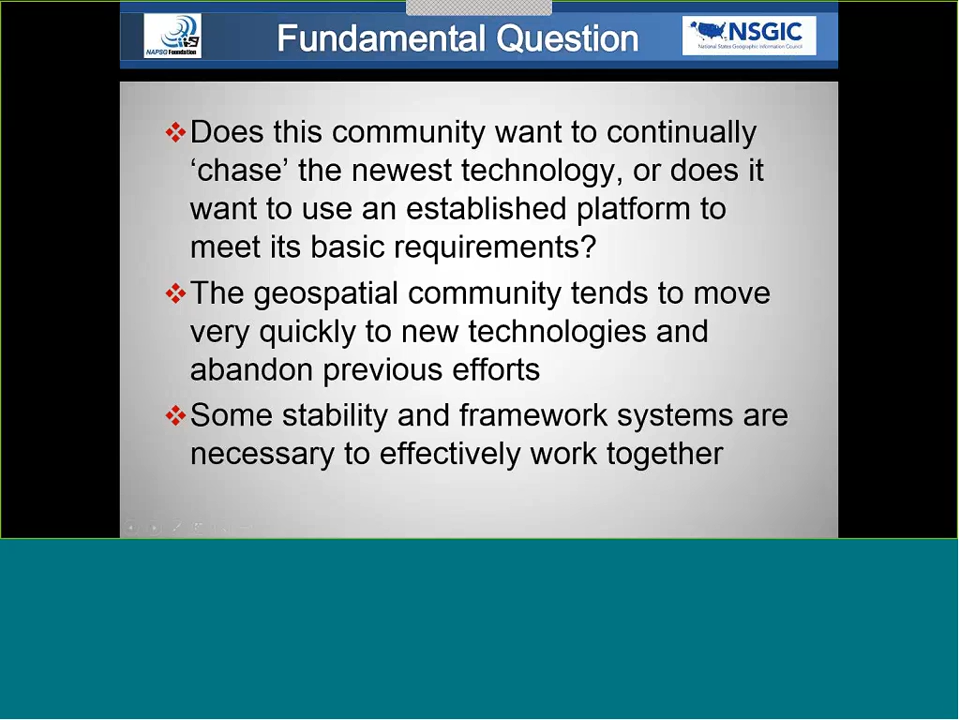 NAPSG Foundation
Fundamental Question
NSGIC
National States Geographic Information Council
Does this community want to continually
‘chase’ the newest technology, or does it
want to use an established platform to
meet its basic requirements?
The geospatial community tends to move
very quickly to new technologies and
abandon previous efforts
Some stability and framework systems are
necessary to effectively work together